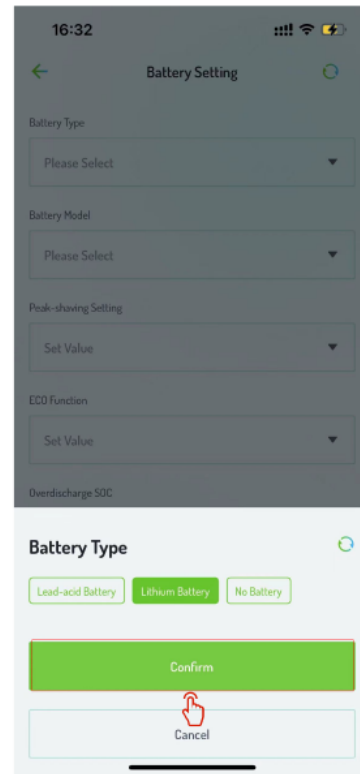 16:32
Battery Setting
Battery Type
Please Select
Battery Model
Please Select
Peak-shaving Setting
Set Value
ECO Function
Set Value
Overdischarge SOC
Battery Type
Lead-acid Battery Lithium Battery No Battery
Confirm
Cancel